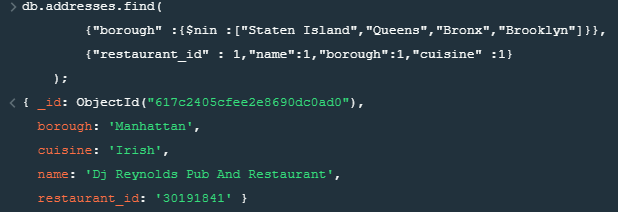 > db.addresses.find(
{"borough" :{$nin :["Staten Island","Queens","Bronx","Brooklyn"]}},
{"restaurant_id" : 1,"name":1,"borough":1,"cuisine" :1}
);
< { _id: ObjectId("617c2405cfee2e8690dc0ad0"),
borough: 'Manhattan',
cuisine: 'Irish',
name: 'Dj Reynolds Pub And Restaurant',
restaurant_id: '30191841' }